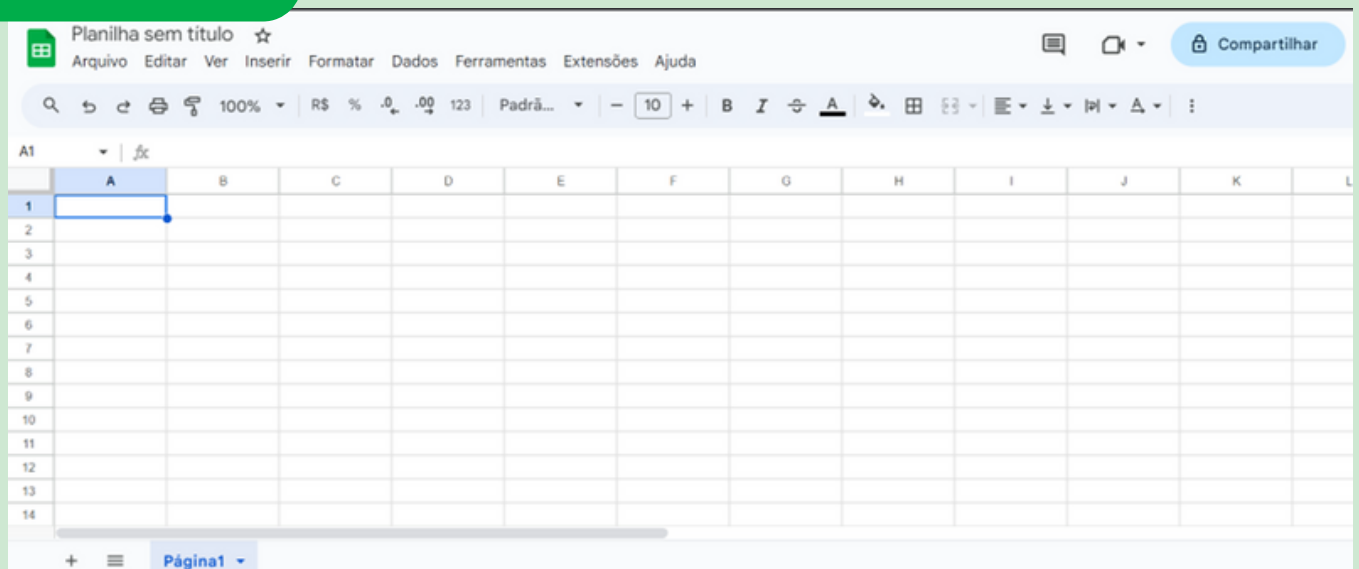 Planilha sem título
Arquivo Editar Ver Inserir Formatar Dados Ferramentas Extensões Ajuda
Compartilhar
100% R$ % .0 .00 123 Padrã... − 10 + B I A A
A1 fx
A B C D E F G H I J K L
1
2
3
4
5
6
7
8
9
10
11
12
13
14
+ Página1